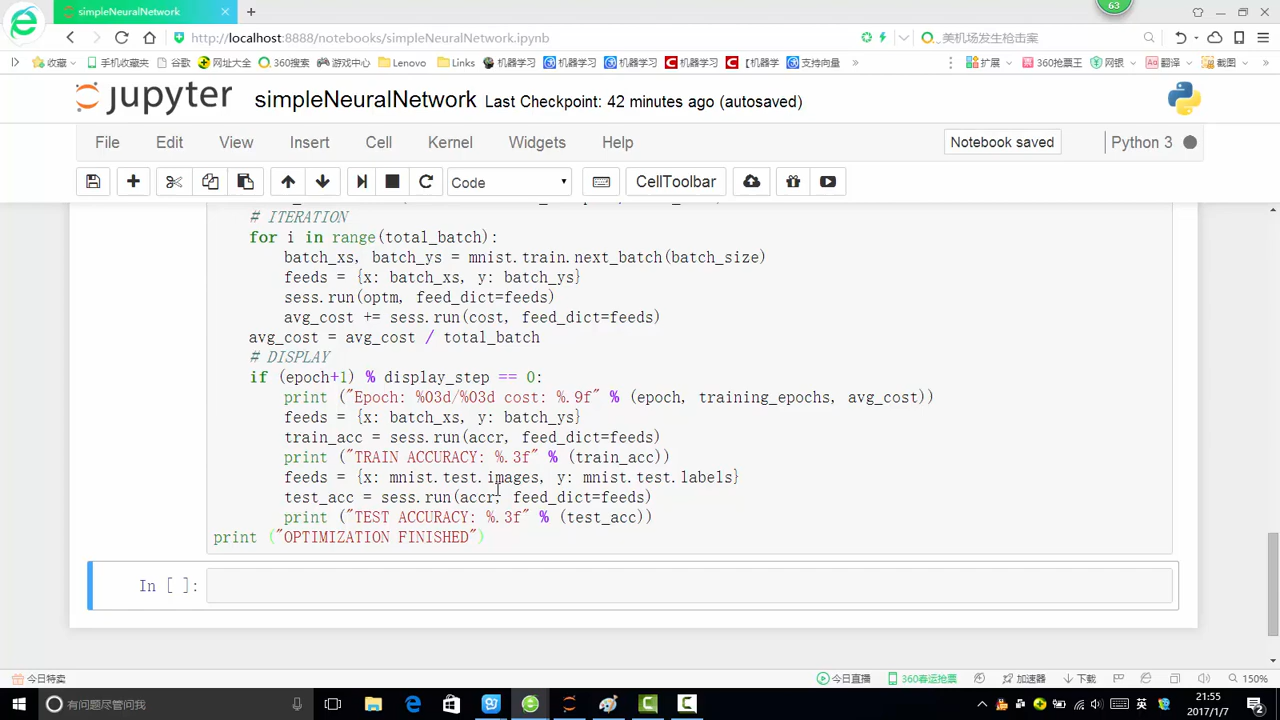 simpleNeuralNetwork
63
http://localhost:8888/notebooks/simpleNeuralNetwork.ipynb
美机场发生枪击案
收藏 手机收藏夹 谷歌 网址大全 360搜索 游戏中心 Lenovo Links 机器学习 机器学习 机器学习 机器学习 【机器学 支持向量 » 扩展 360抢票王 网银 翻译 截图 »
jupyter simpleNeuralNetwork Last Checkpoint: 42 minutes ago (autosaved)
File Edit View Insert Cell Kernel Widgets Help Notebook saved Python 3
Code CellToolbar
# ITERATION
for i in range(total_batch):
batch_xs, batch_ys = mnist.train.next_batch(batch_size)
feeds = {x: batch_xs, y: batch_ys}
sess.run(optm, feed_dict=feeds)
avg_cost += sess.run(cost, feed_dict=feeds)
avg_cost = avg_cost / total_batch
# DISPLAY
if (epoch+1) % display_step == 0:
print ("Epoch: %03d/%03d cost: %.9f" % (epoch, training_epochs, avg_cost))
feeds = {x: batch_xs, y: batch_ys}
train_acc = sess.run(accr, feed_dict=feeds)
print ("TRAIN ACCURACY: %.3f" % (train_acc))
feeds = {x: mnist.test.images, y: mnist.test.labels}
test_acc = sess.run(accr, feed_dict=feeds)
print ("TEST ACCURACY: %.3f" % (test_acc))
print ("OPTIMIZATION FINISHED")
In [ ]:
今日特卖 今日直播 360春运抢票 加速器 下载 150%
有问题尽管问我 英 21:55
2017/1/7